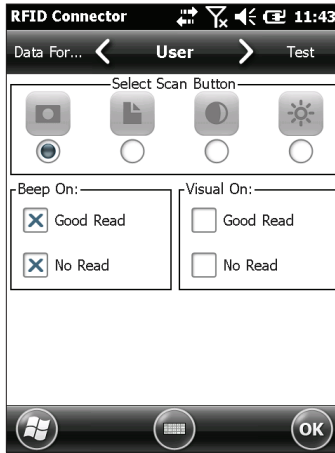 RFID Connector 11:43
Data For... User Test
Select Scan Button
Beep On: Visual On:
Good Read Good Read
No Read No Read
OK